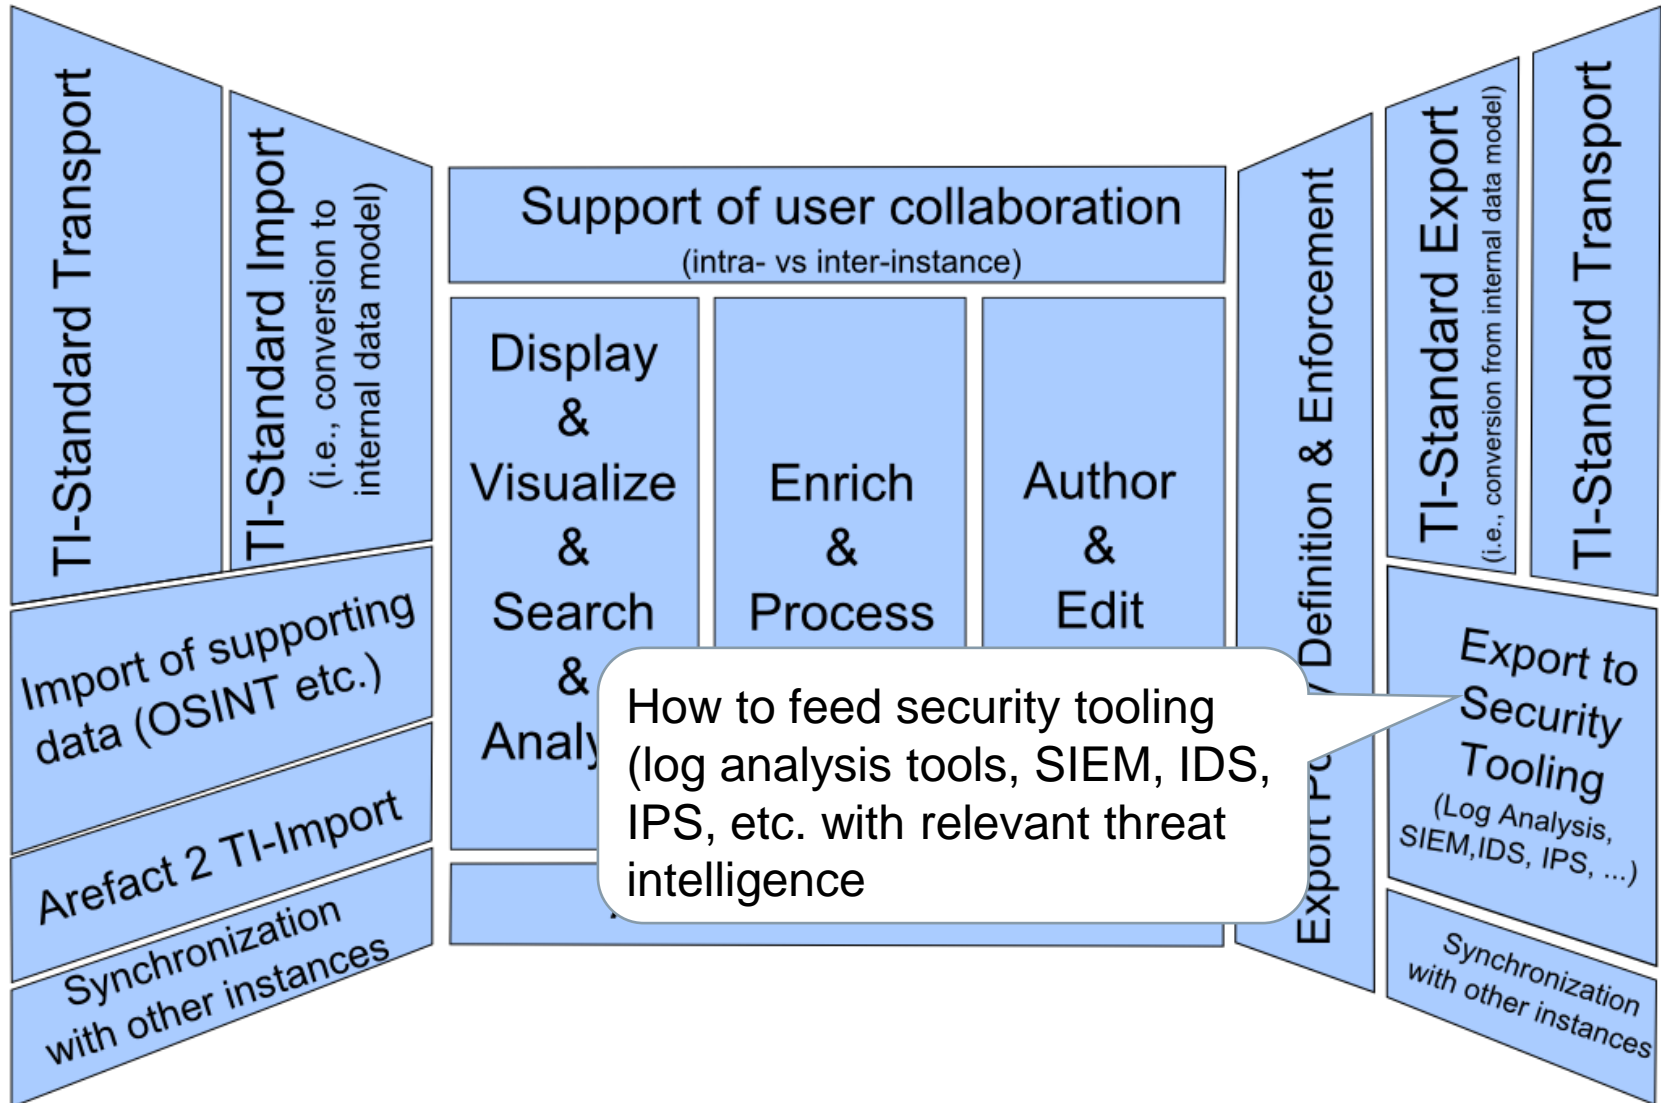 TI-Standard Transport
TI-Standard Import
(i.e., conversion to
internal data model)
Import of supporting
data (OSINT etc.)
Arefact 2 TI-Import
Synchronization
with other instances
Support of user collaboration
(intra- vs inter-instance)
Display
&
Visualize
&
Search
&
Enrich
&
Process
Author
&
Edit
How to feed security tooling
(log analysis tools, SIEM, IDS,
IPS, etc. with relevant threat
intelligence
Export Definition & Enforcement
TI-Standard Export
(i.e., conversion from internal data model)
TI-Standard Transport
Export to
Security
Tooling
(Log Analysis,
SIEM,IDS, IPS, ...)
Synchronization
with other instances